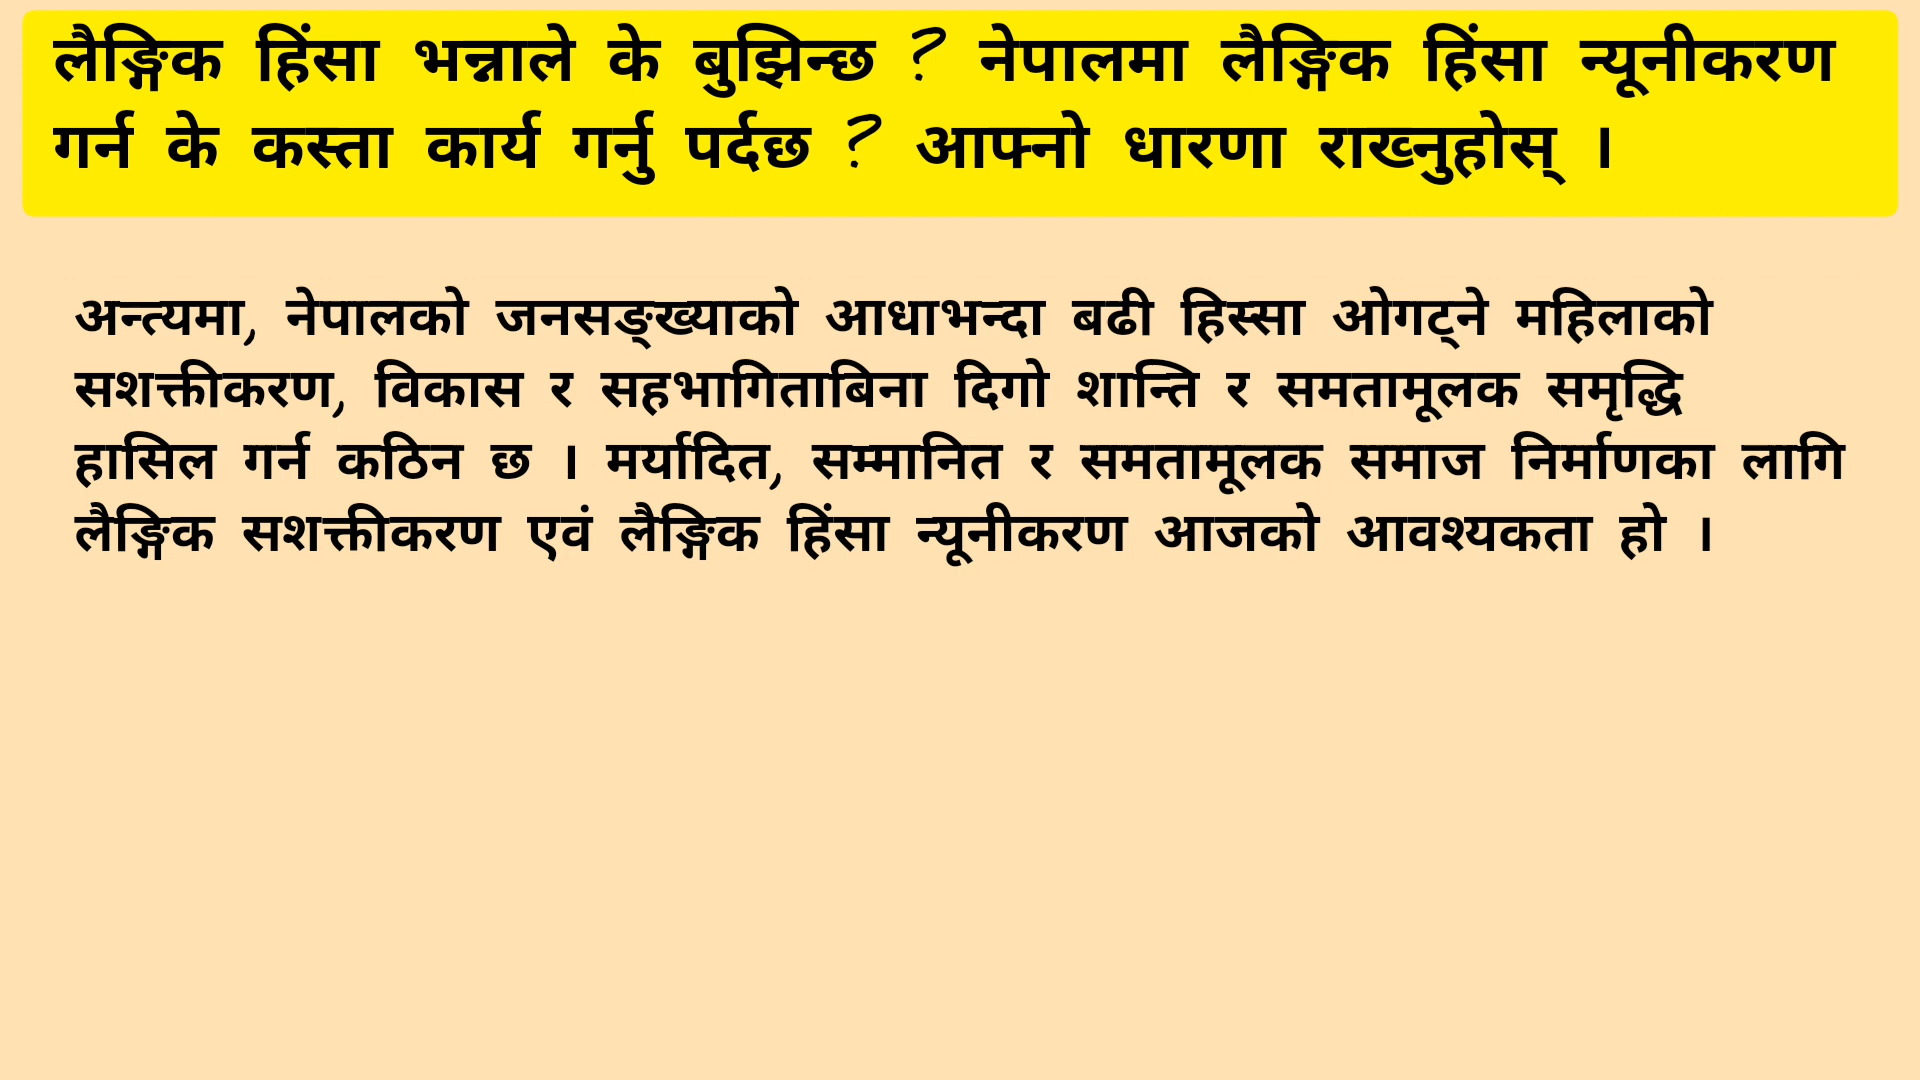 लैङ्गिक हिंसा भन्नाले के बुझिन्छ ? नेपालमा लैङ्गिक हिंसा न्यूनीकरण
गर्न के कस्ता कार्य गर्नु पर्दछ ? आफ्नो धारणा राख्नुहोस् ।
अन्त्यमा, नेपालको जनसङ्ख्याको आधाभन्दा बढी हिस्सा ओगट्ने महिलाको
सशक्तीकरण, विकास र सहभागिताबिना दिगो शान्ति र समतामूलक समृद्धि
हासिल गर्न कठिन छ । मर्यादित, सम्मानित र समतामूलक समाज निर्माणका लागि
लैङ्गिक सशक्तीकरण एवं लैङ्गिक हिंसा न्यूनीकरण आजको आवश्यकता हो ।